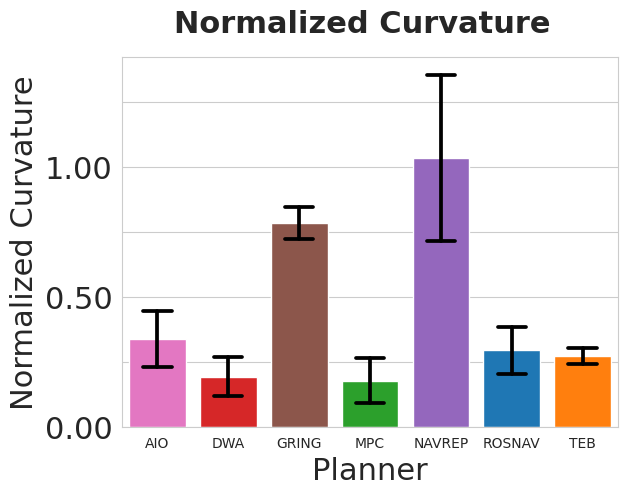 Normalized Curvature
Normalized Curvature
1.00
0.50
0.00
AIO DWA GRING MPC NAVREP ROSNAV TEB
Planner